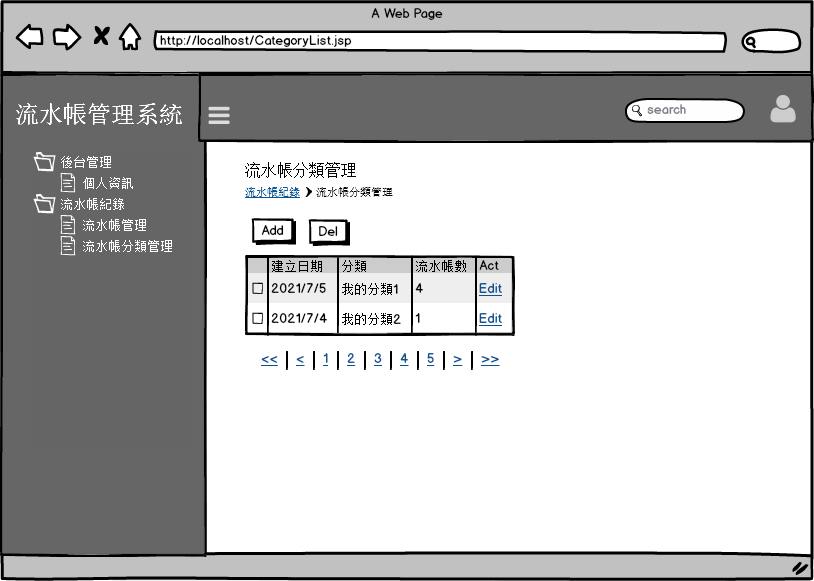 A Web Page
http://localhost/CategoryList.jsp
流水帳管理系統
search
後台管理
個人資訊
流水帳紀錄
流水帳管理
流水帳分類管理
流水帳分類管理
流水帳紀錄 > 流水帳分類管理
Add Del
建立日期 分類 流水帳數 Act
2021/7/5 我的分類1 4 Edit
2021/7/4 我的分類2 1 Edit
<< | < | 1 | 2 | 3 | 4 | 5 | > | >>